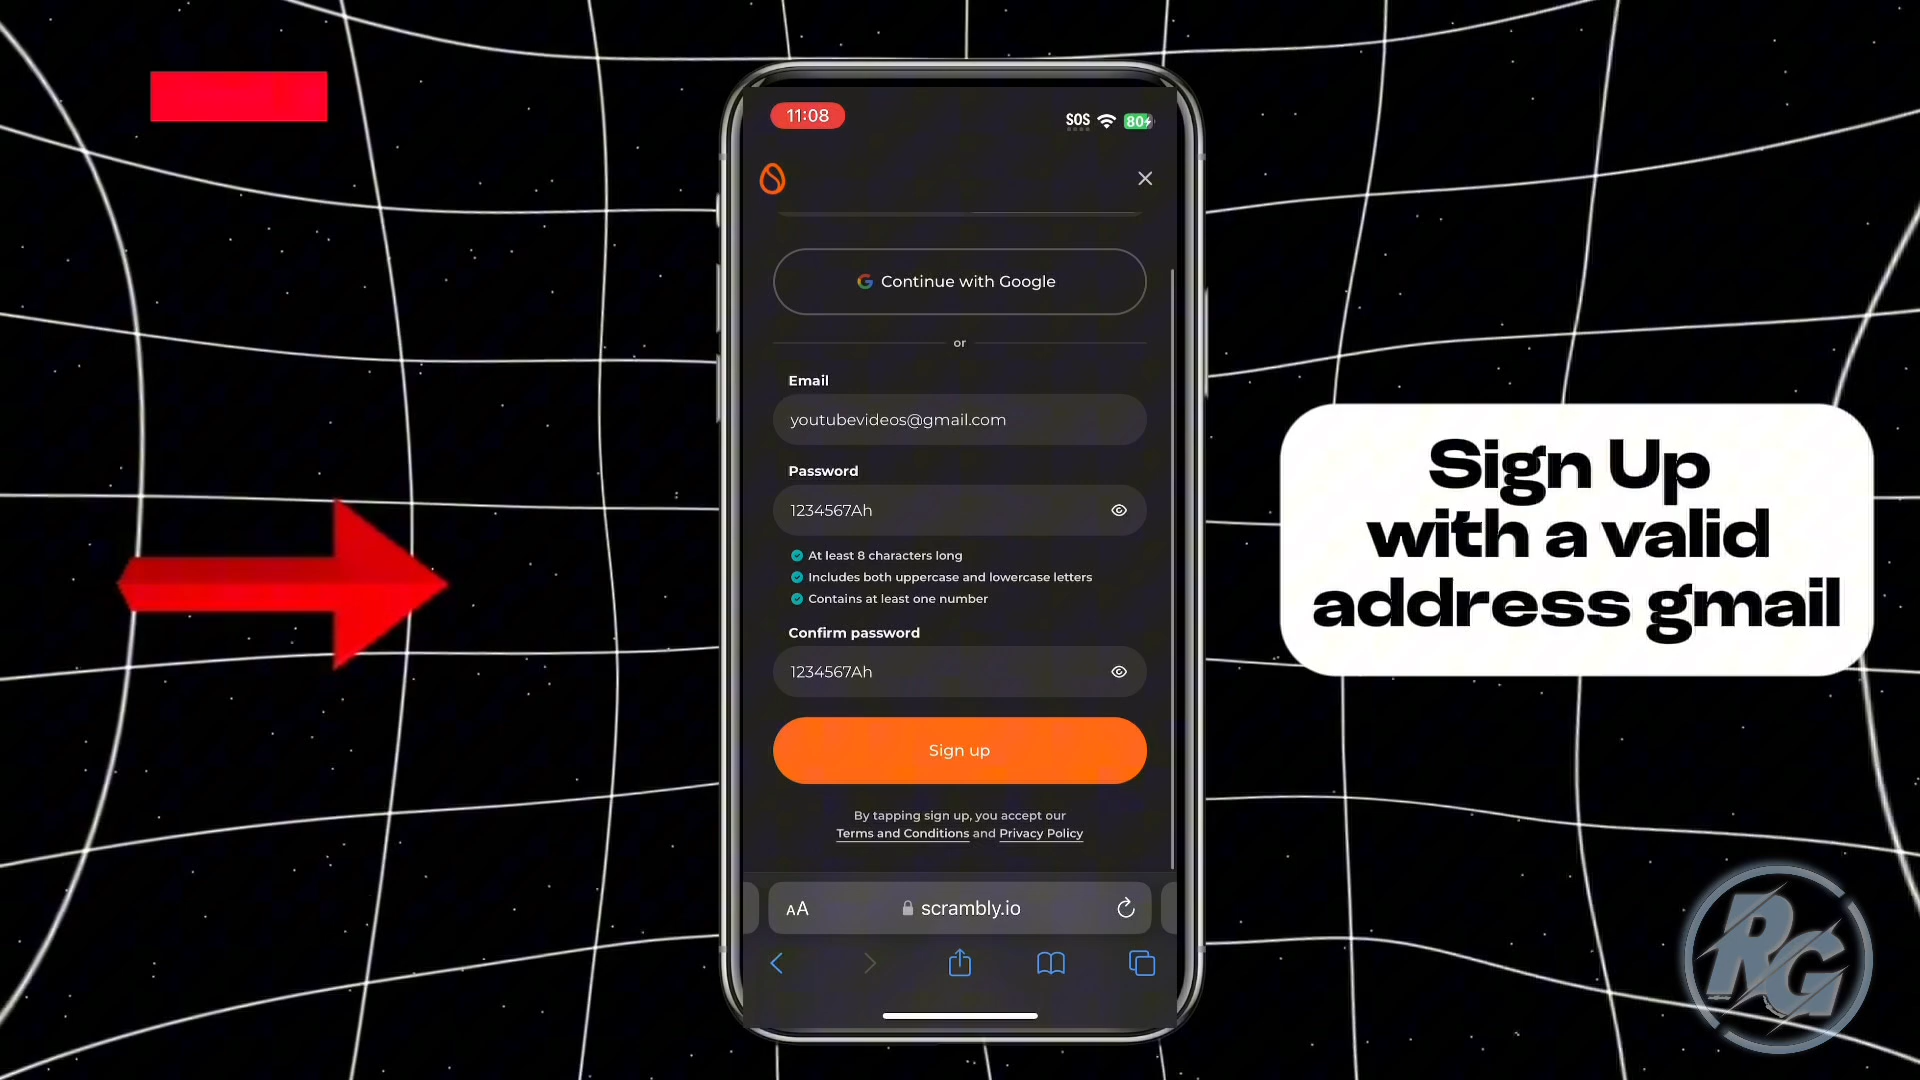 11:08
SOS
80
Continue with Google
or
Email
youtubevideos@gmail.com
Password
1234567Ah
At least 8 characters long
Includes both uppercase and lowercase letters
Contains at least one number
Confirm password
1234567Ah
Sign up
By tapping sign up, you accept our
Terms and Conditions and Privacy Policy
AA
scrambly.io
Sign Up
with a valid
address gmail
RG